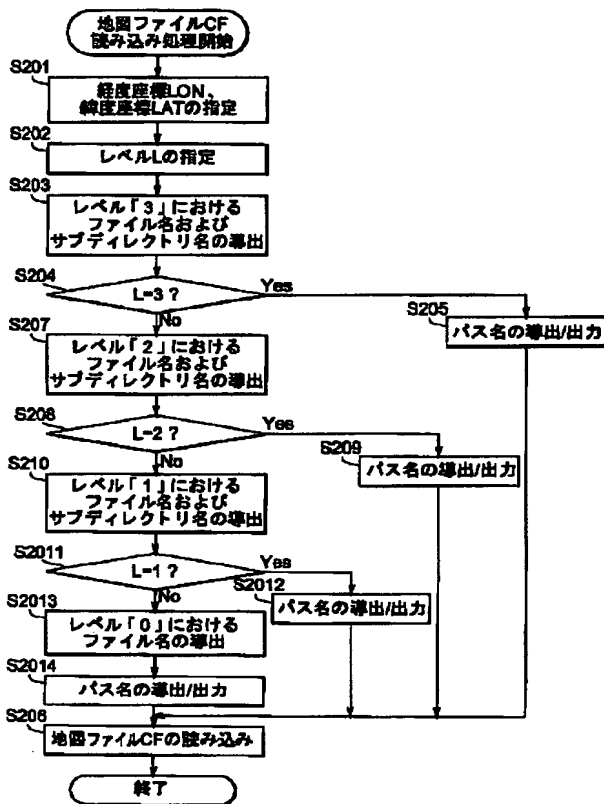 地図ファイルCF
読み込み処理開始
S201
経度座標LON、
緯度座標LATの指定
S202
レベルLの指定
S203
レベル「3」における
ファイル名および
サブディレクトリ名の導出
S204
L=3 ?
Yes
No
S205
パス名の導出/出力
S207
レベル「2」における
ファイル名および
サブディレクトリ名の導出
S208
L=2 ?
Yes
No
S209
パス名の導出/出力
S210
レベル「1」における
ファイル名および
サブディレクトリ名の導出
S2011
L=1 ?
Yes
No
S2012
パス名の導出/出力
S2013
レベル「0」における
ファイル名の導出
S2014
パス名の導出/出力
S206
地図ファイルCFの読み込み
終了